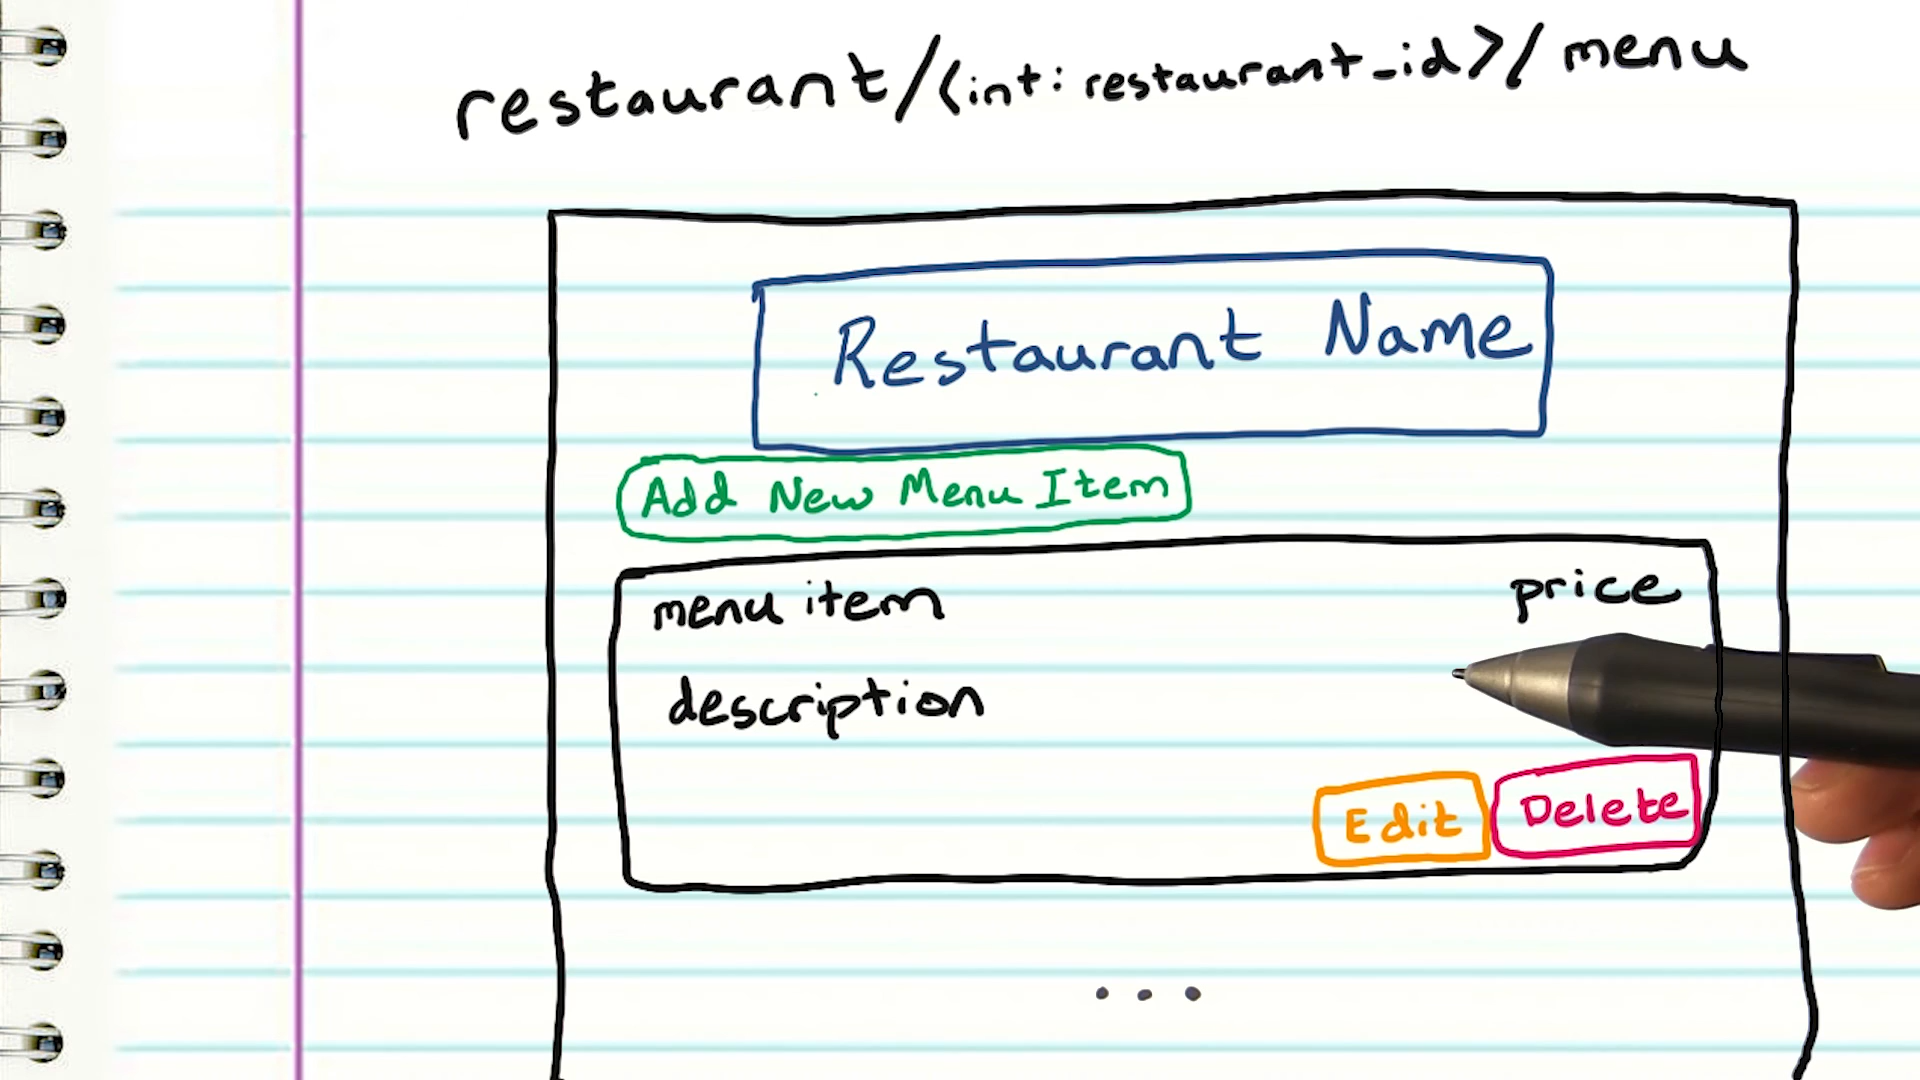 restaurant/<int: restaurant_id>/menu
Restaurant Name
Add New Menu Item
menu item price
description
Edit Delete
...